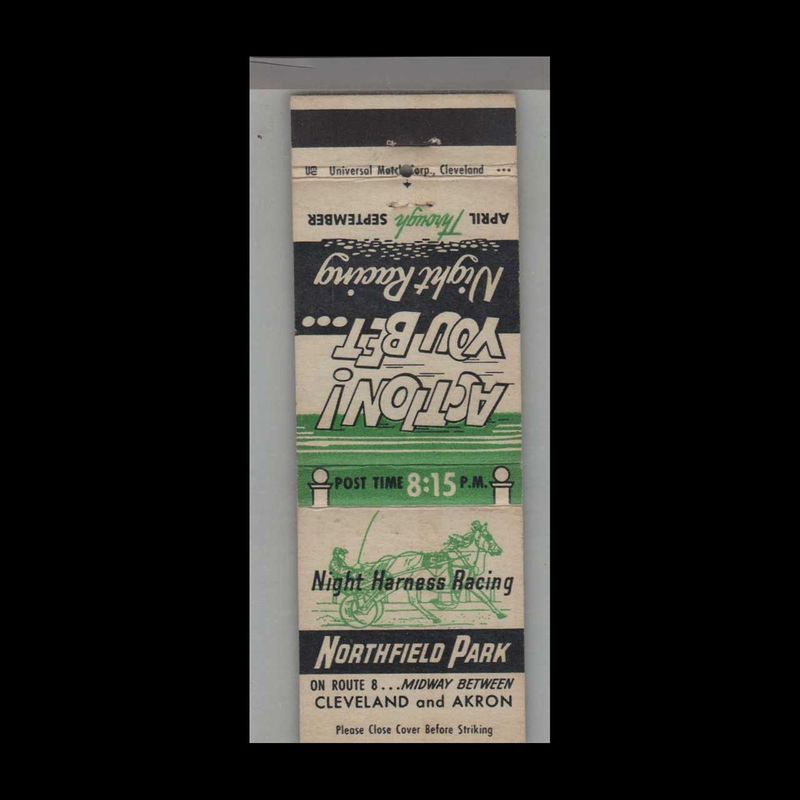 UB Universal Match Corp., Cleveland
APRIL Through SEPTEMBER
Night Racing
YOU BET...
ACTION!
POST TIME 8:15 P.M.
Night Harness Racing
NORTHFIELD PARK
ON ROUTE 8...MIDWAY BETWEEN
CLEVELAND and AKRON
Please Close Cover Before Striking